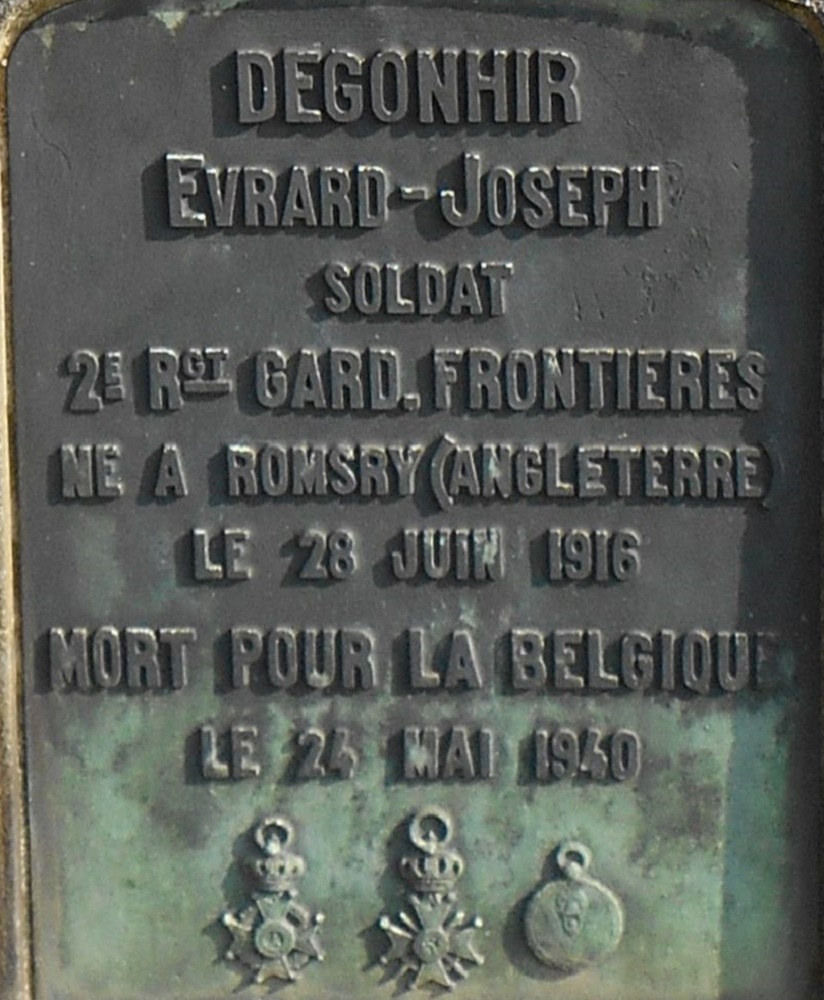 DEGONHIR
EVRARD-JOSEPH
SOLDAT
2E RGT GARD. FRONTIERES
NE A ROMSRY (ANGLETERRE)
LE 28 JUIN 1916
MORT POUR LA BELGIQUE
LE 24 MAI 1940